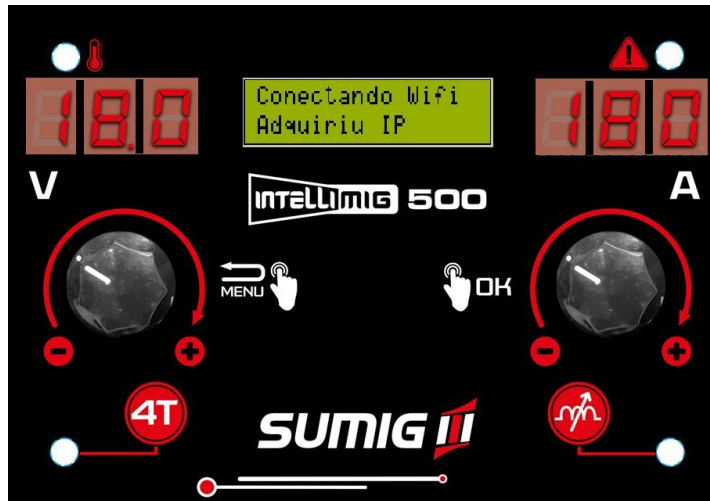 18.0
Conectando Wifi
Adquiriu IP
180
V
INTELLIMIG 500
A
MENU
OK
4T
SUMIG